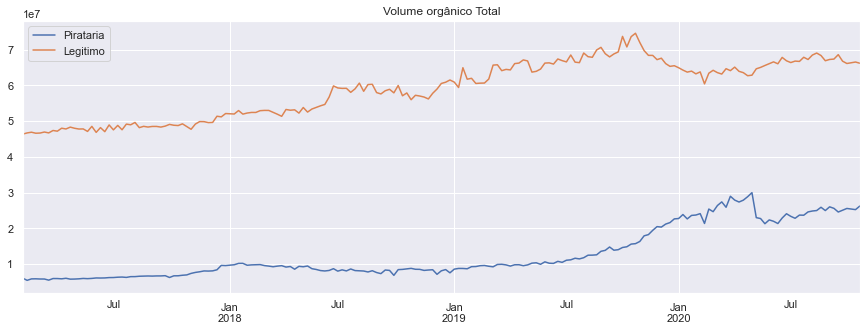 Volume orgânico Total
1e7
Pirataria
Legitimo
7
6
5
4
3
2
1
Jul Jan Jul Jan Jul Jan Jul
2018 2019 2020